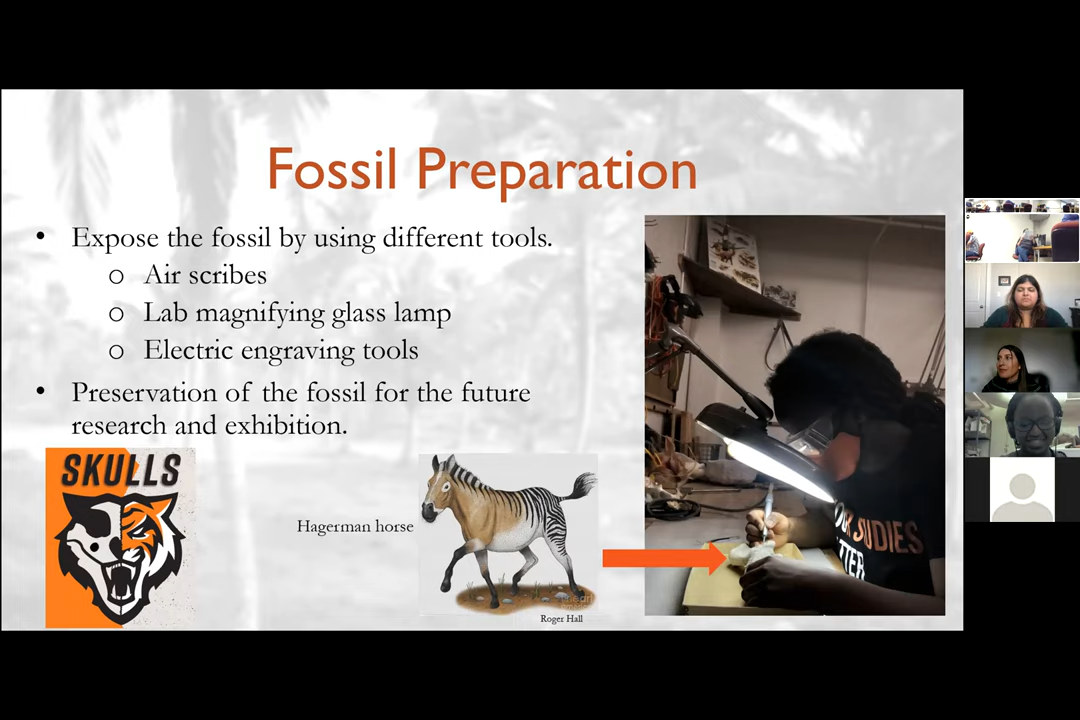 Fossil Preparation
• Expose the fossil by using different tools.
o Air scribes
o Lab magnifying glass lamp
o Electric engraving tools
• Preservation of the fossil for the future
research and exhibition.
SKULLS
Hagerman horse
Roger Hall